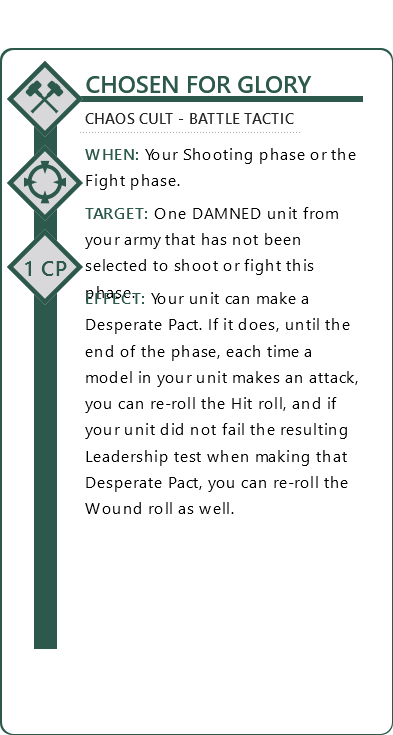 CHOSEN FOR GLORY
CHAOS CULT - BATTLE TACTIC
WHEN: Your Shooting phase or the
Fight phase.
TARGET: One DAMNED unit from
your army that has not been
selected to shoot or fight this
phase.
1 CP
EFFECT: Your unit can make a
Desperate Pact. If it does, until the
end of the phase, each time a
model in your unit makes an attack,
you can re-roll the Hit roll, and if
your unit did not fail the resulting
Leadership test when making that
Desperate Pact, you can re-roll the
Wound roll as well.